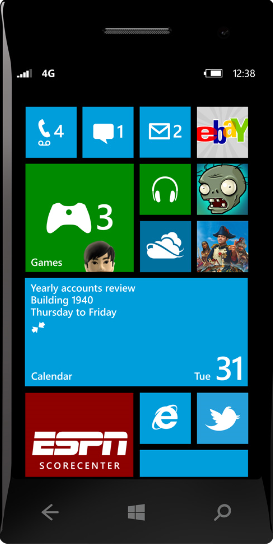 4G 12:38
4 1 2 ebaY
3
Games
Yearly accounts review
Building 1940
Thursday to Friday
Calendar Tue 31
ESPN
SCORECENTER